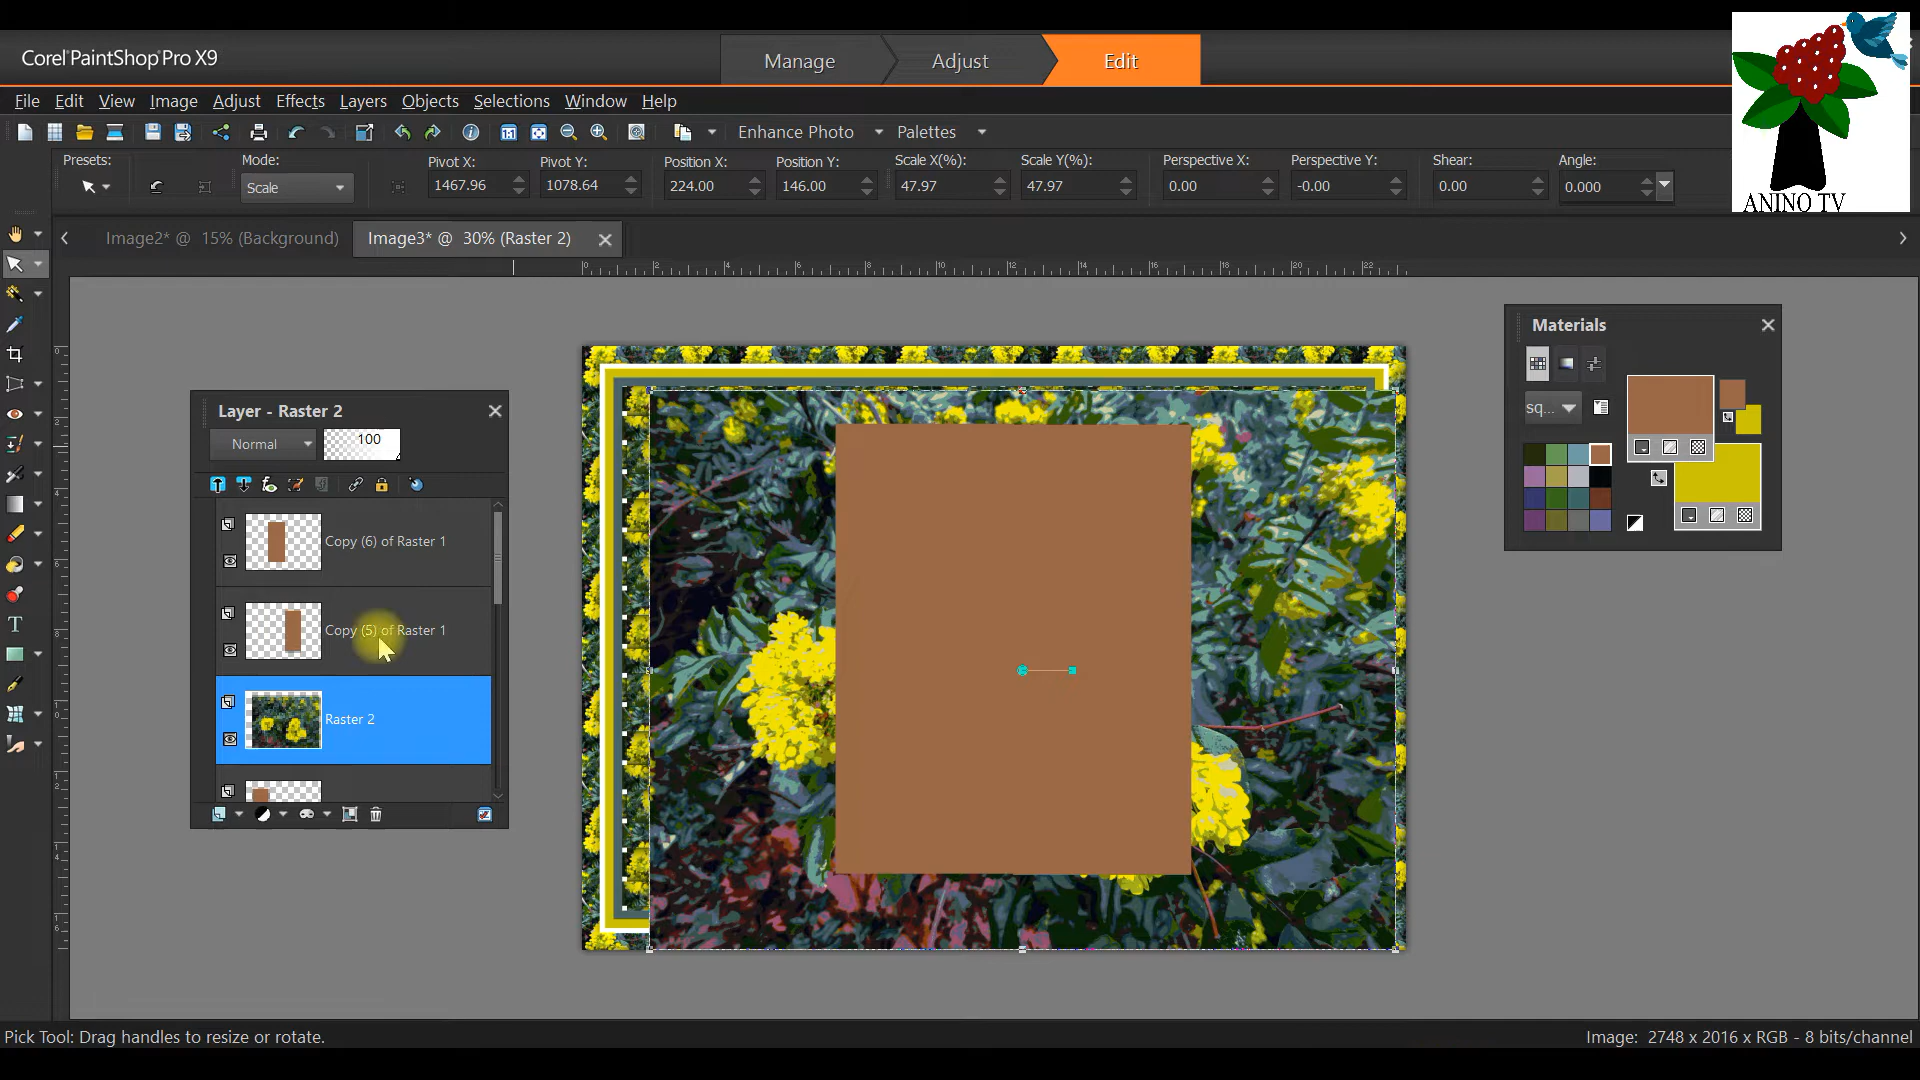 Corel PaintShop Pro X9
Manage
Adjust
Edit
File Edit View Image Adjust Effects Layers Objects Selections Window Help
Enhance Photo
Palettes
Presets:
Mode:
Scale
Pivot X:
1467.96
Pivot Y:
1078.64
Position X:
224.00
Position Y:
146.00
Scale X(%):
47.97
Scale Y(%):
47.97
Perspective X:
0.00
Perspective Y:
-0.00
Shear:
0.00
Angle:
0.000
ANINO TV
Image2* @ 15% (Background)
Image3* @ 30% (Raster 2)
Layer - Raster 2
Normal
100
Copy (6) of Raster 1
Copy (5) of Raster 1
Raster 2
Materials
sq...
Pick Tool: Drag handles to resize or rotate.
Image: 2748 x 2016 x RGB - 8 bits/channel